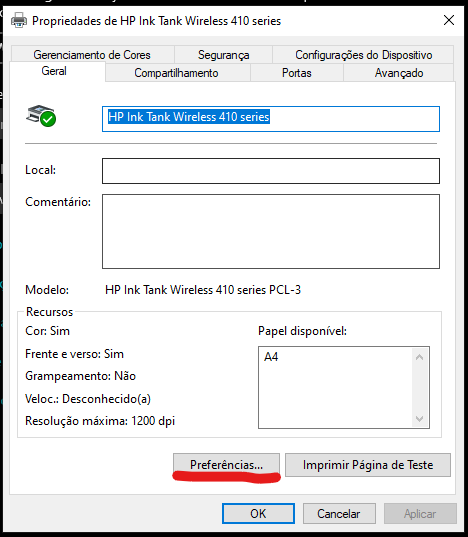 Propriedades de HP Ink Tank Wireless 410 series
Gerenciamento de Cores Segurança Configurações do Dispositivo
Geral Compartilhamento Portas Avançado
HP Ink Tank Wireless 410 series
Local:
Comentário:
Modelo: HP Ink Tank Wireless 410 series PCL-3
Recursos
Cor: Sim Papel disponível:
Frente e verso: Sim A4
Grampeamento: Não
Veloc.: Desconhecido(a)
Resolução máxima: 1200 dpi
Preferências... Imprimir Página de Teste
OK Cancelar Aplicar